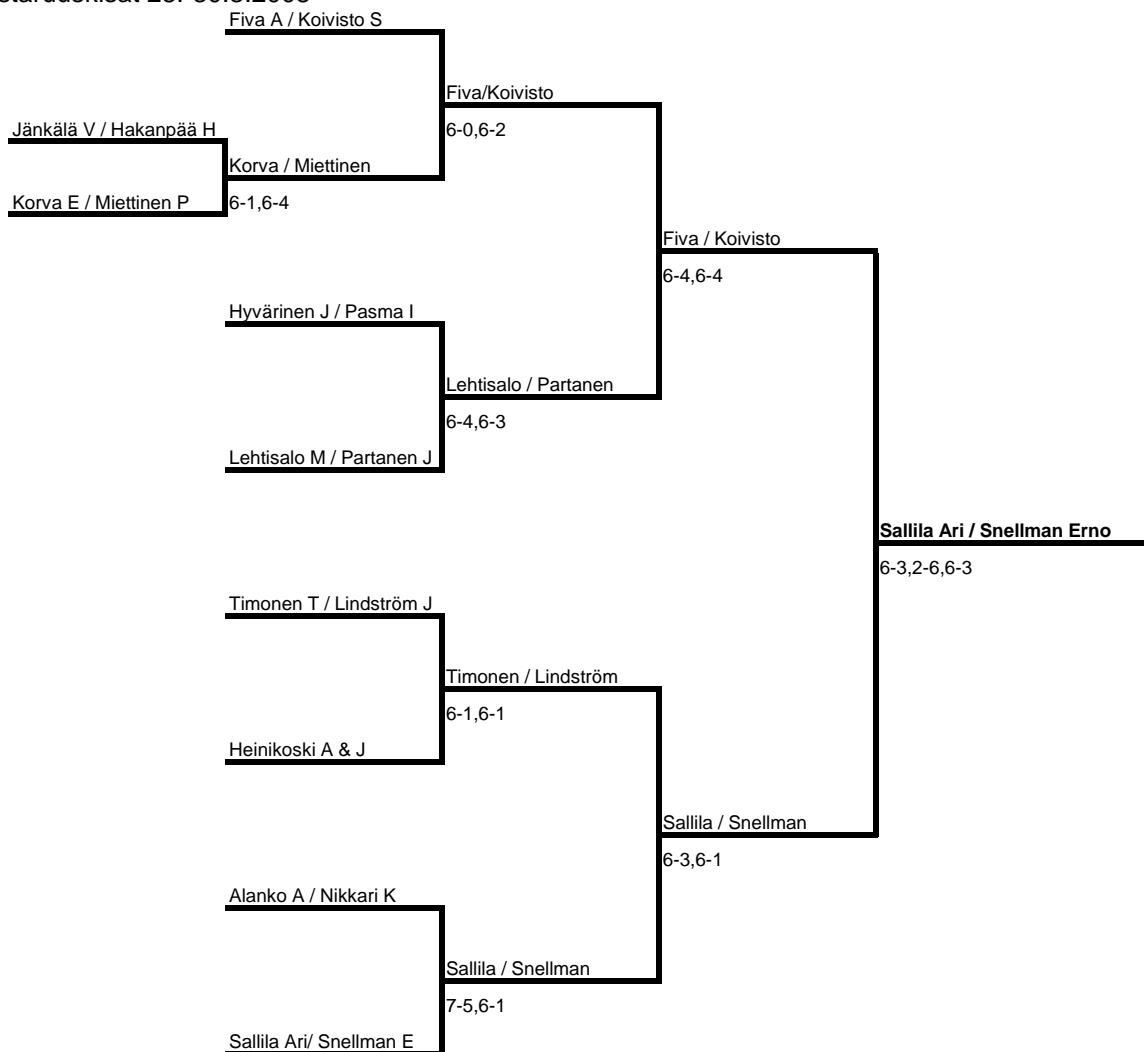 Fiva A / Koivisto S
Fiva/Koivisto
Jänkälä V / Hakanpää H
6-0,6-2
Korva / Miettinen
Korva E / Miettinen P
6-1,6-4
Fiva / Koivisto
6-4,6-4
Hyvärinen J / Pasma I
Lehtisalo / Partanen
6-4,6-3
Lehtisalo M / Partanen J
Sallila Ari / Snellman Erno
6-3,2-6,6-3
Timonen T / Lindström J
Timonen / Lindström
6-1,6-1
Heinikoski A & J
Sallila / Snellman
6-3,6-1
Alanko A / Nikkari K
Sallila / Snellman
7-5,6-1
Sallila Ari/ Snellman E